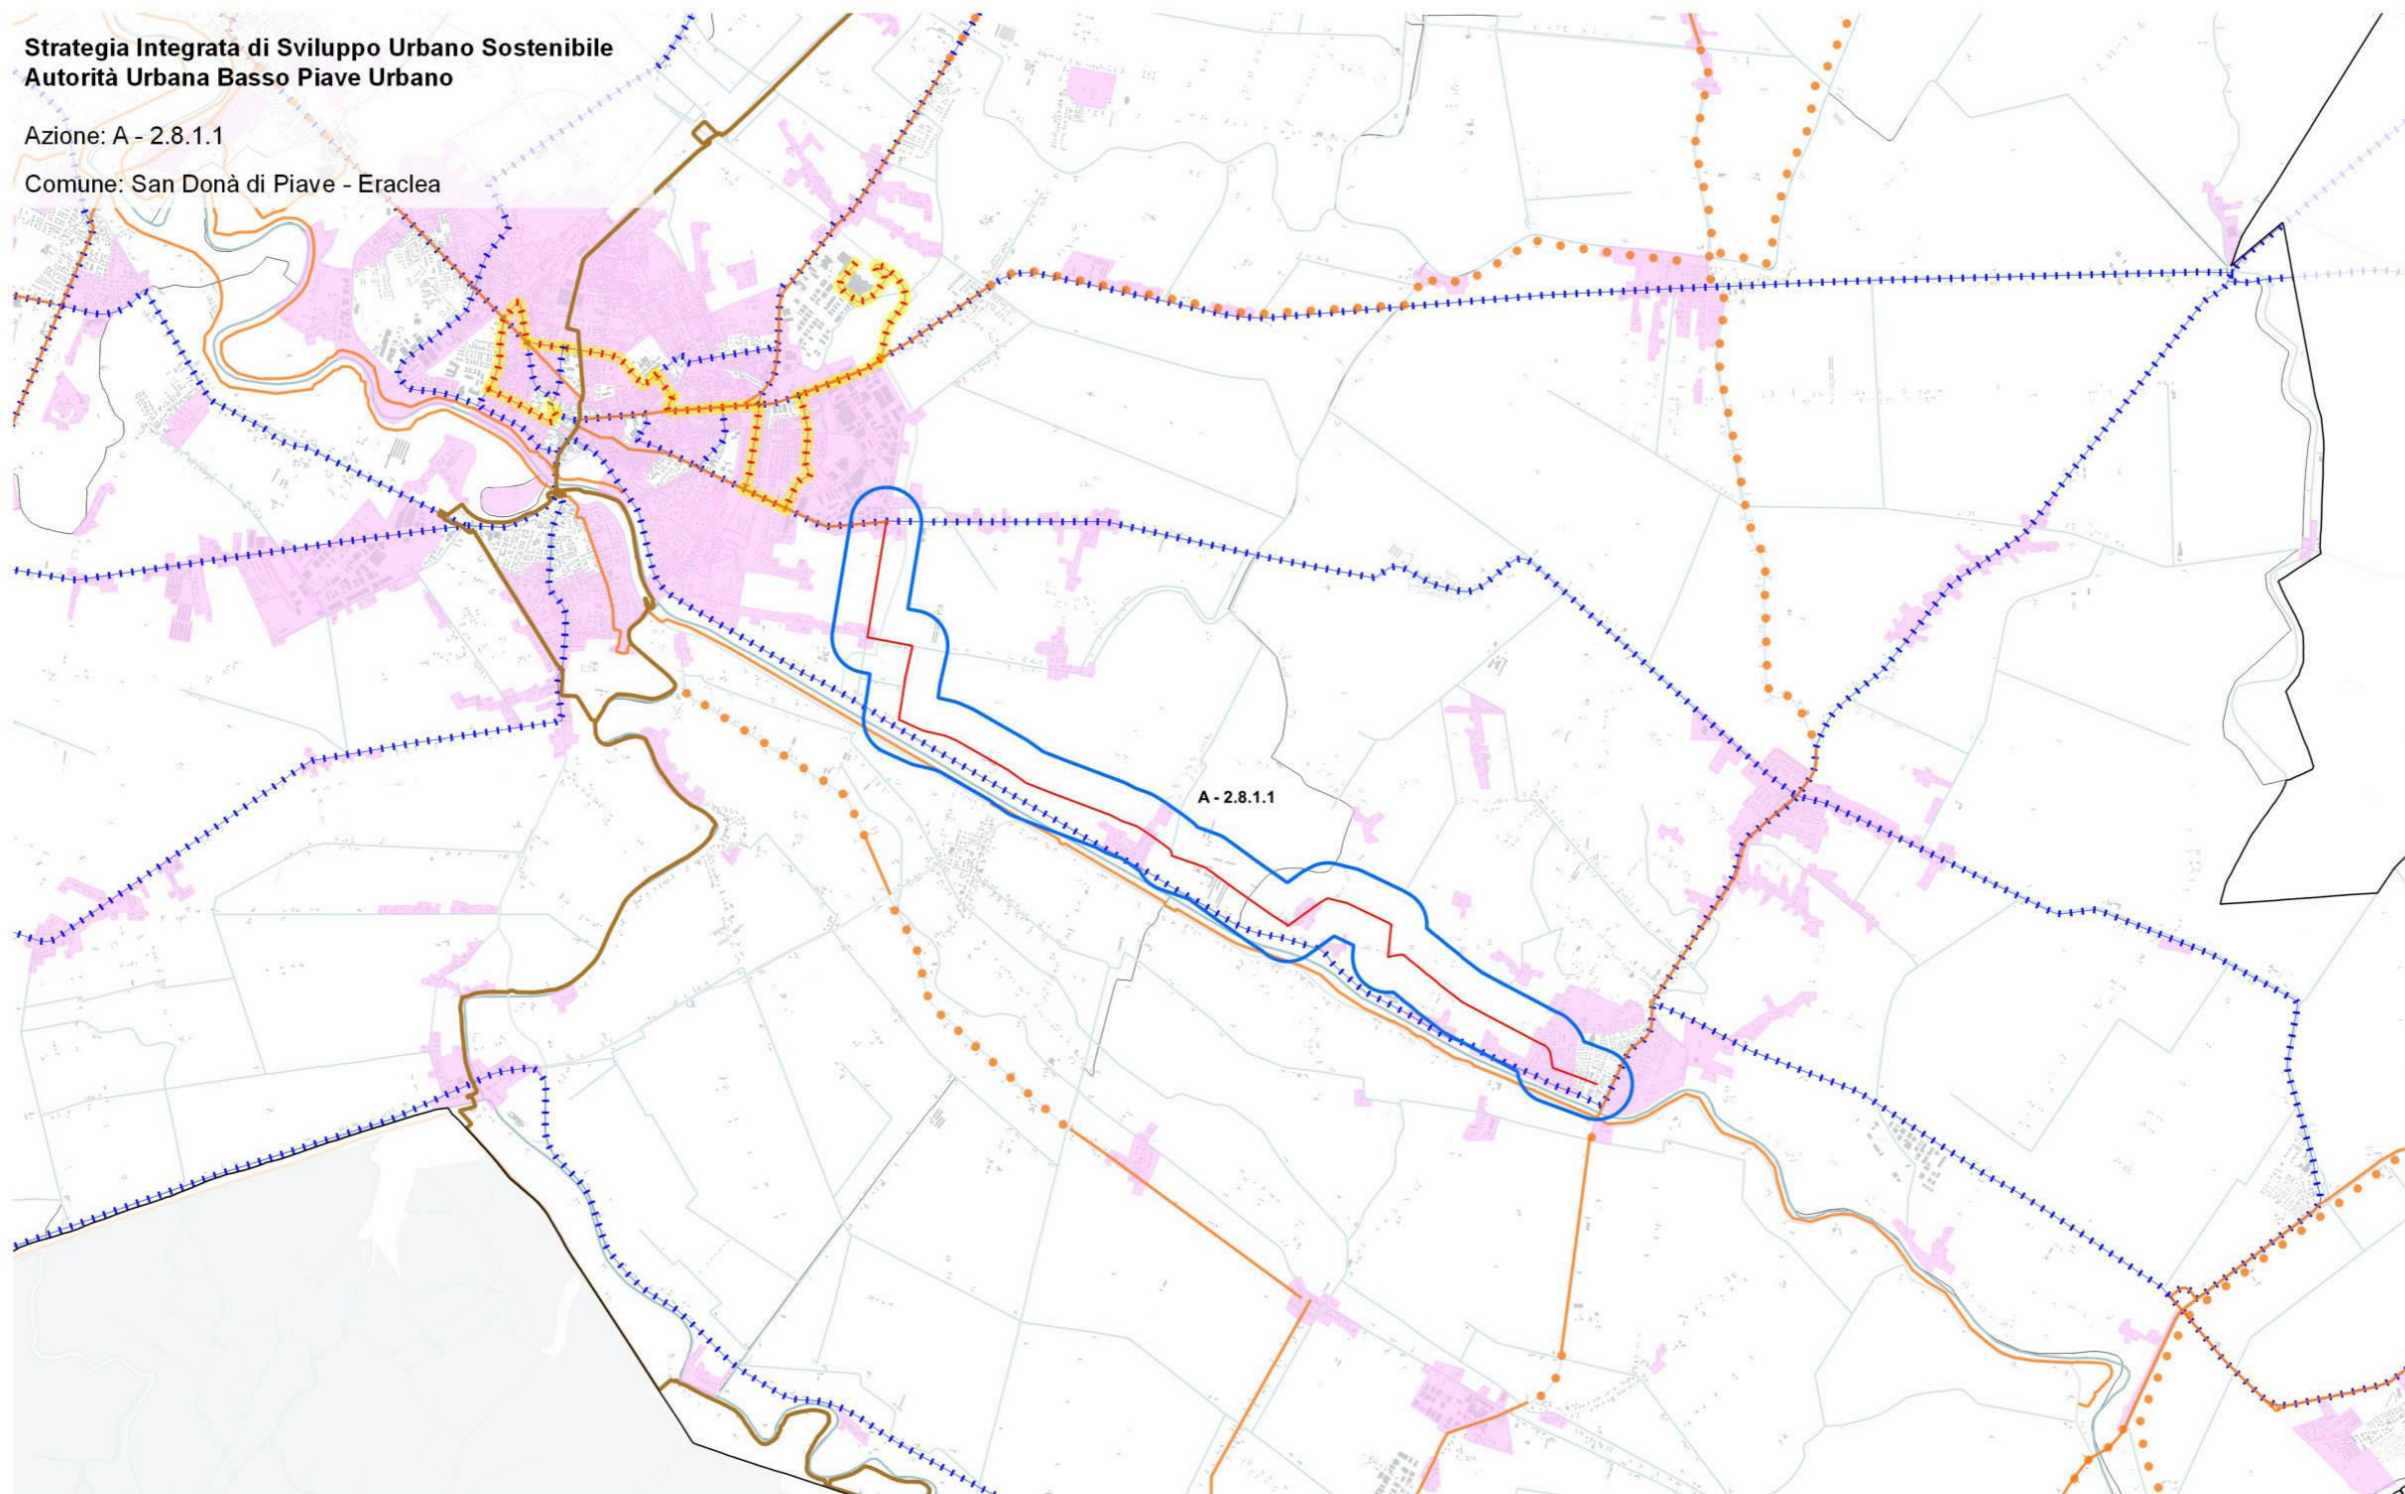 Strategia Integrata di Sviluppo Urbano Sostenibile
Autorità Urbana Basso Piave Urbano
Azione: A - 2.8.1.1
Comune: San Donà di Piave - Eraclea
A - 2.8.1.1